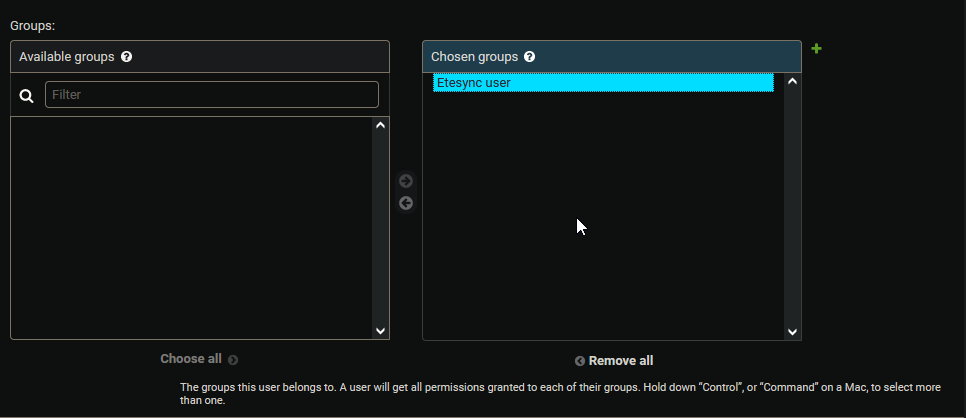 Groups:
Available groups
Chosen groups
Filter
Etesync user
Choose all
Remove all
The groups this user belongs to. A user will get all permissions granted to each of their groups. Hold down “Control”, or “Command” on a Mac, to select more
than one.